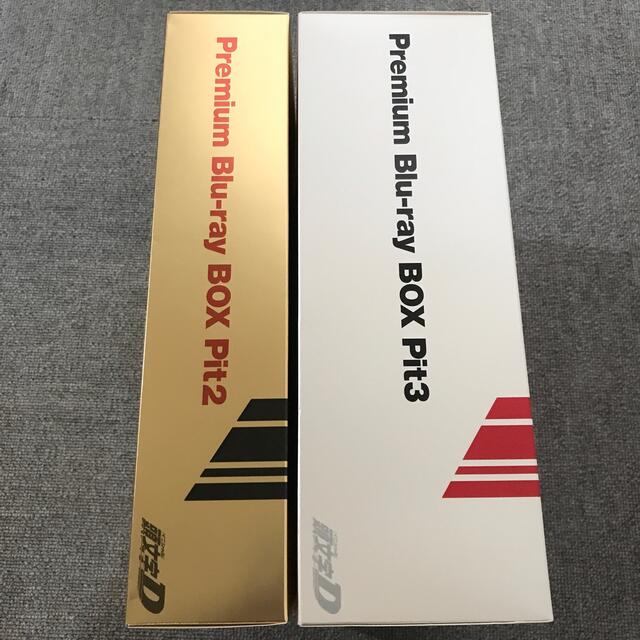 Premium Blu-ray BOX Pit2
頭文字D
Premium Blu-ray BOX Pit3
頭文字D